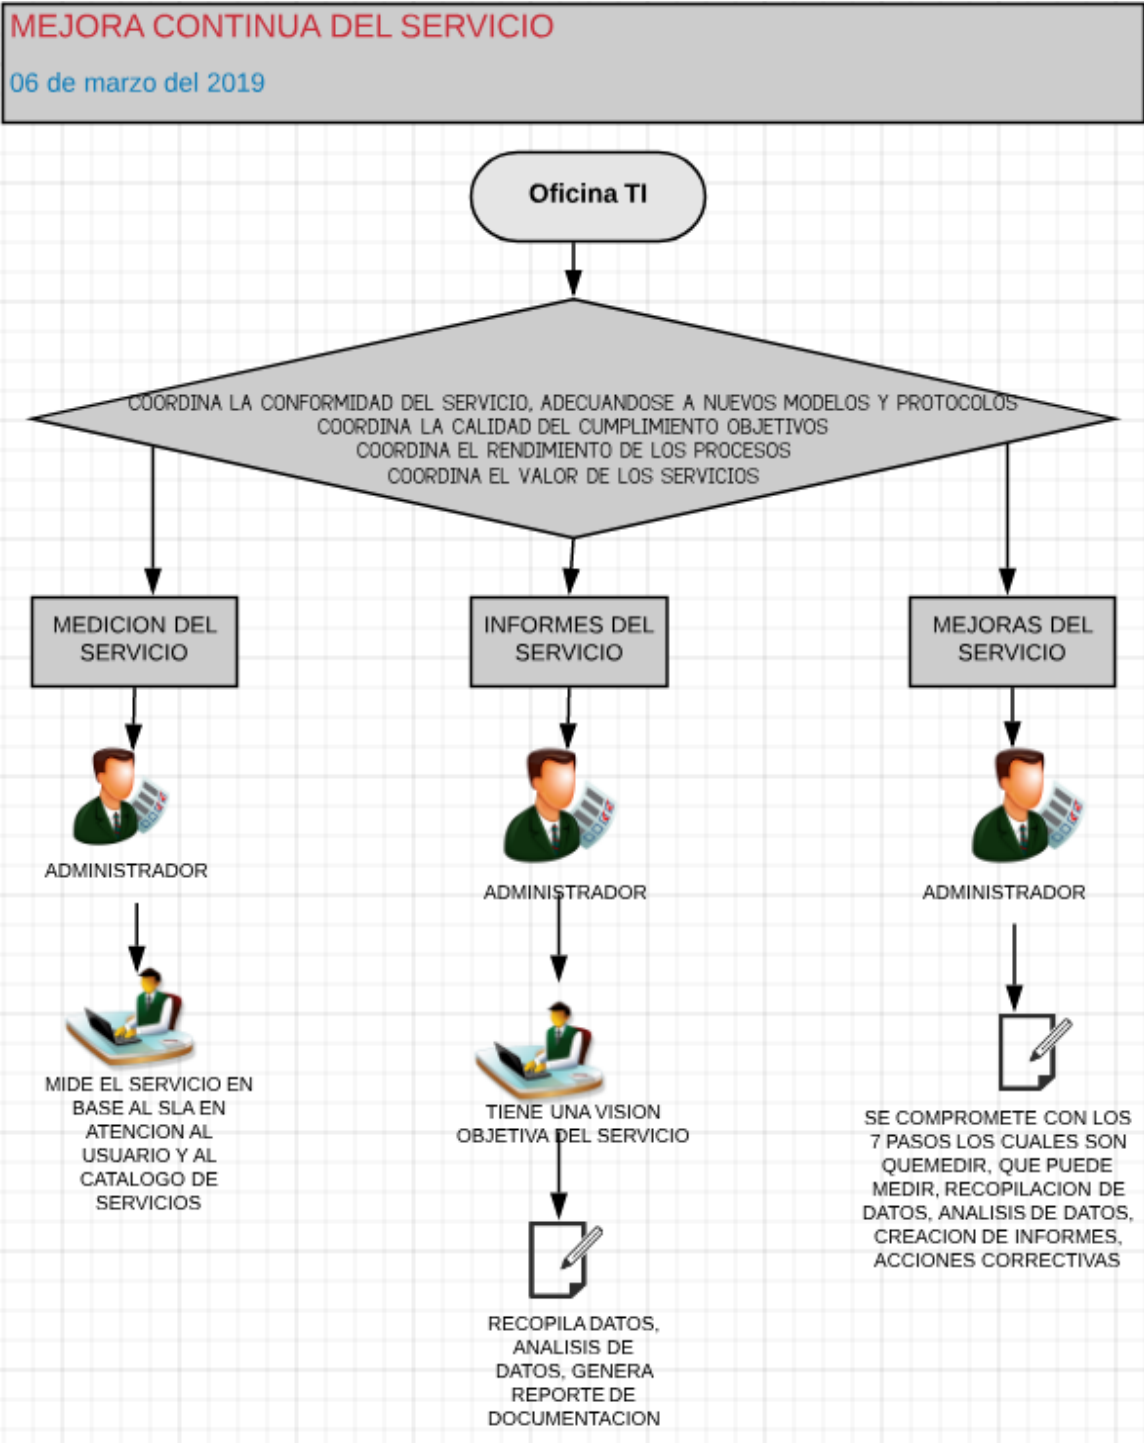 MEJORA CONTINUA DEL SERVICIO
06 de marzo del 2019
Oficina TI
COORDINA LA CONFORMIDAD DEL SERVICIO, ADECUANDOSE A NUEVOS MODELOS Y PROTOCOLOS
COORDINA LA CALIDAD DEL CUMPLIMIENTO OBJETIVOS
COORDINA EL RENDIMIENTO DE LOS PROCESOS
COORDINA EL VALOR DE LOS SERVICIOS
MEDICION DEL
SERVICIO
INFORMES DEL
SERVICIO
MEJORAS DEL
SERVICIO
ADMINISTRADOR
ADMINISTRADOR
ADMINISTRADOR
MIDE EL SERVICIO EN
BASE AL SLA EN
ATENCION AL
USUARIO Y AL
CATALOGO DE
SERVICIOS
TIENE UNA VISION
OBJETIVA DEL SERVICIO
RECOPILA DATOS,
ANALISIS DE
DATOS, GENERA
REPORTE DE
DOCUMENTACION
SE COMPROMETE CON LOS
7 PASOS LOS CUALES SON
QUEMEDIR, QUE PUEDE
MEDIR, RECOPILACION DE
DATOS, ANALISIS DE DATOS,
CREACION DE INFORMES,
ACCIONES CORRECTIVAS